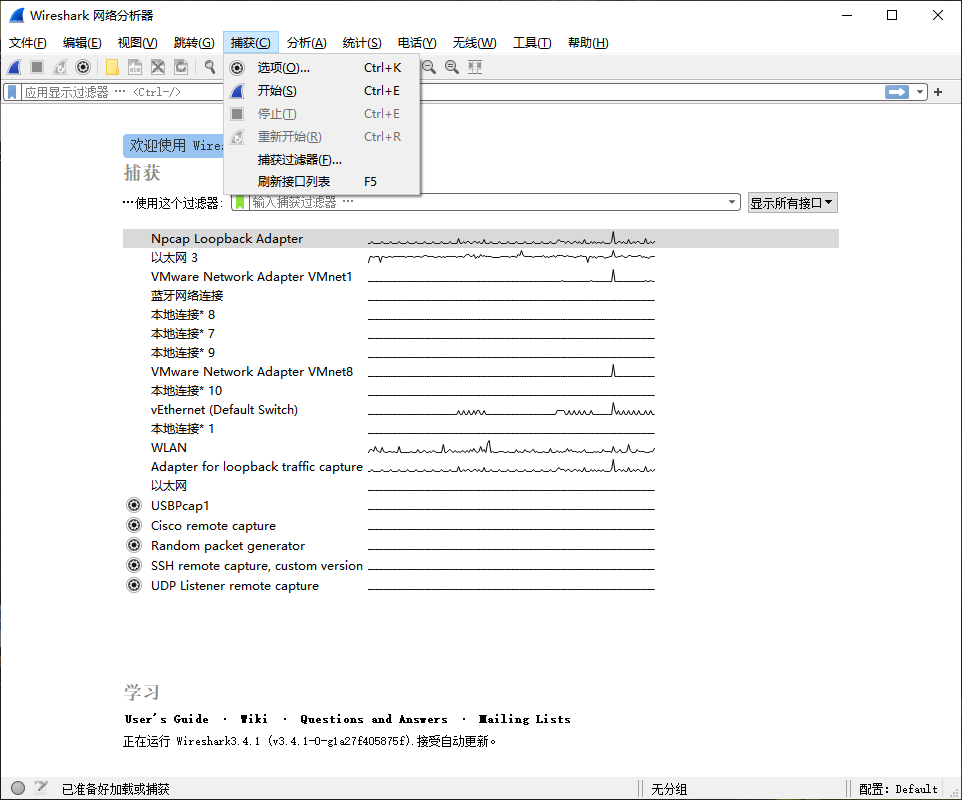 Wireshark 网络分析器
文件(F) 编辑(E) 视图(V) 跳转(G) 捕获(C) 分析(A) 统计(S) 电话(Y) 无线(W) 工具(T) 帮助(H)
选项(O)... Ctrl+K
开始(S) Ctrl+E
停止(T) Ctrl+E
重新开始(R) Ctrl+R
捕获过滤器(F)...
刷新接口列表 F5
应用显示过滤器 … <Ctrl-/>
欢迎使用 Wires
捕获
…使用这个过滤器: 输入捕获过滤器 … 显示所有接口
Npcap Loopback Adapter
以太网 3
VMware Network Adapter VMnet1
蓝牙网络连接
本地连接* 8
本地连接* 7
本地连接* 9
VMware Network Adapter VMnet8
本地连接* 10
vEthernet (Default Switch)
本地连接* 1
WLAN
Adapter for loopback traffic capture
以太网
USBPcap1
Cisco remote capture
Random packet generator
SSH remote capture, custom version
UDP Listener remote capture
学习
User's Guide · Wiki · Questions and Answers · Mailing Lists
正在运行 Wireshark3.4.1 (v3.4.1-0-g1a27f405875f).接受自动更新。
已准备好加载或捕获 无分组 配置: Default